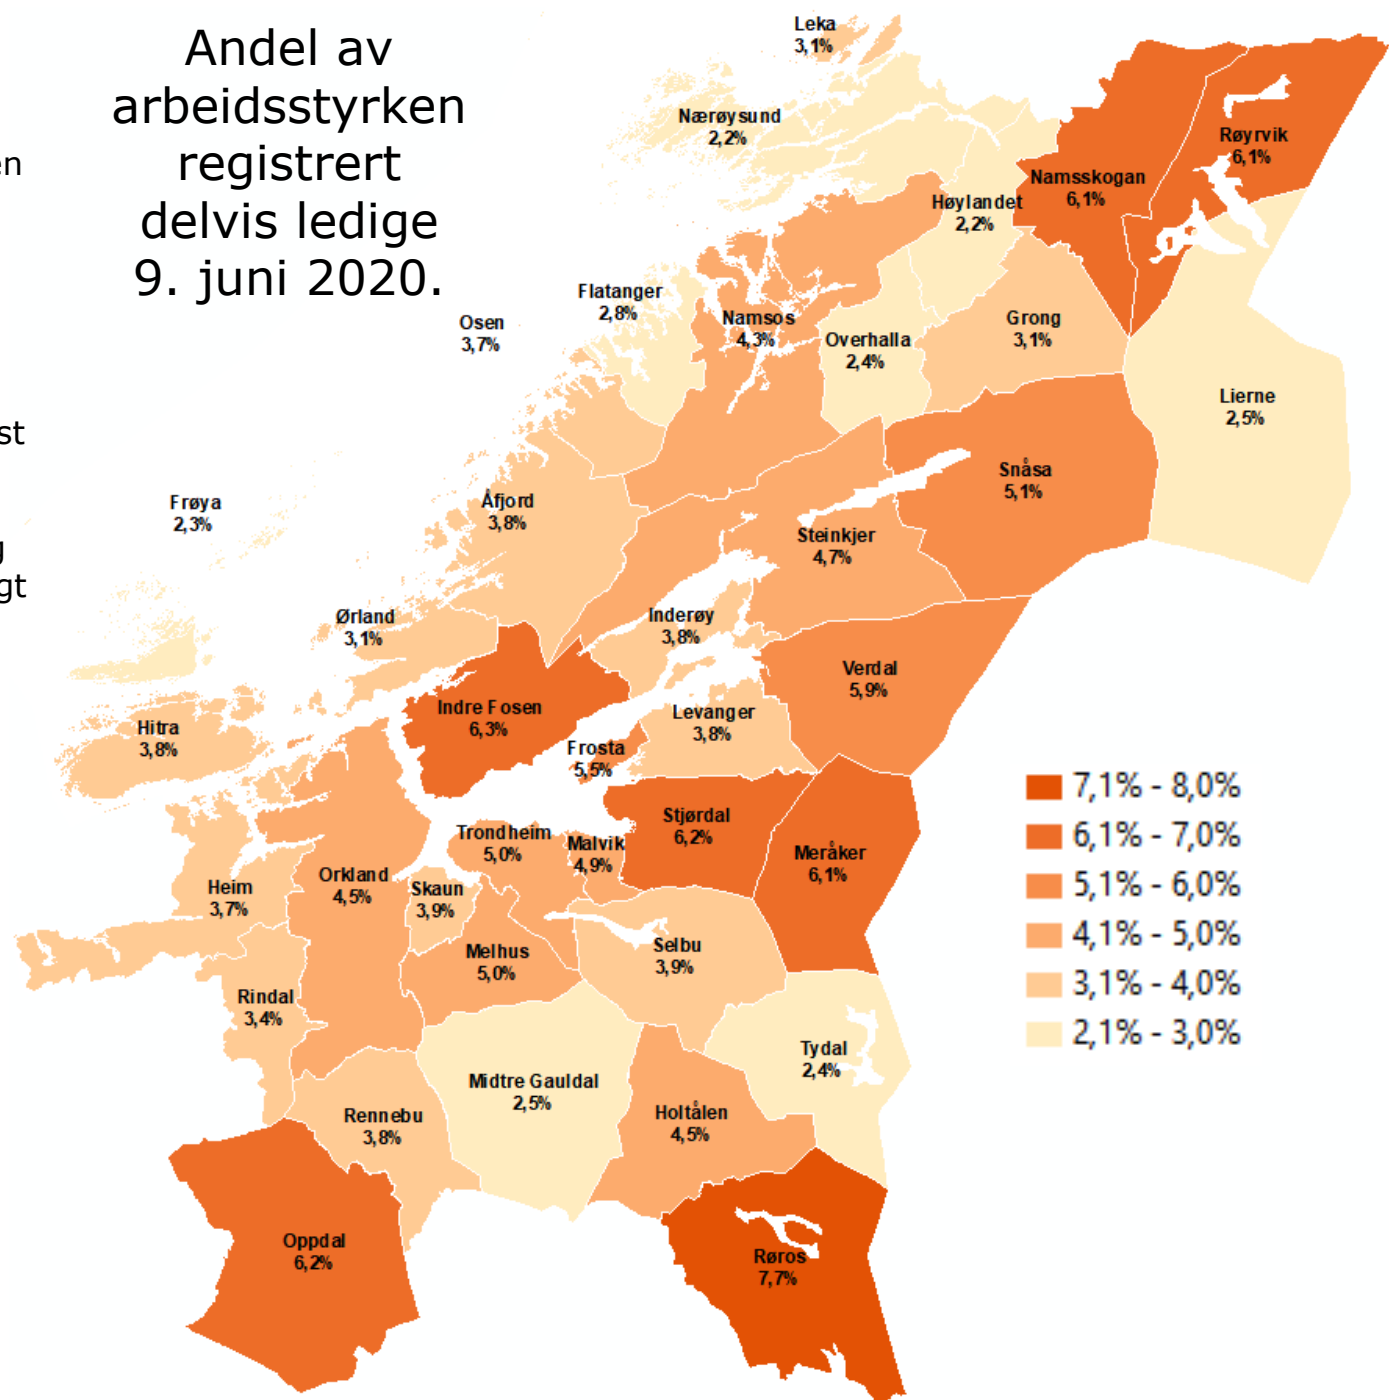 Andel av
arbeidsstyrken
registrert
delvis ledige
9. juni 2020.
en
st
g
gt
Leka
3,1%
Nærøysund
2,2%
Røyrvik
6,1%
Namsskogan
6,1%
Høylandet
2,2%
Flatanger
2,8%
Osen
3,7%
Namsos
4,3%
Overhalla
2,4%
Grong
3,1%
Lierne
2,5%
Snåsa
5,1%
Frøya
2,3%
Åfjord
3,8%
Steinkjer
4,7%
Ørland
3,1%
Inderøy
3,8%
Verdal
5,9%
Indre Fosen
6,3%
Levanger
3,8%
Hitra
3,8%
Frosta
5,5%
Stjørdal
6,2%
Trondheim
5,0%
Malvik
4,9%
Meråker
6,1%
Orkland
4,5%
Skaun
3,9%
Heim
3,7%
Melhus
5,0%
Selbu
3,9%
Rindal
3,4%
Tydal
2,4%
Midtre Gauldal
2,5%
Holtålen
4,5%
Rennebu
3,8%
Oppdal
6,2%
Røros
7,7%
7,1% - 8,0%
6,1% - 7,0%
5,1% - 6,0%
4,1% - 5,0%
3,1% - 4,0%
2,1% - 3,0%